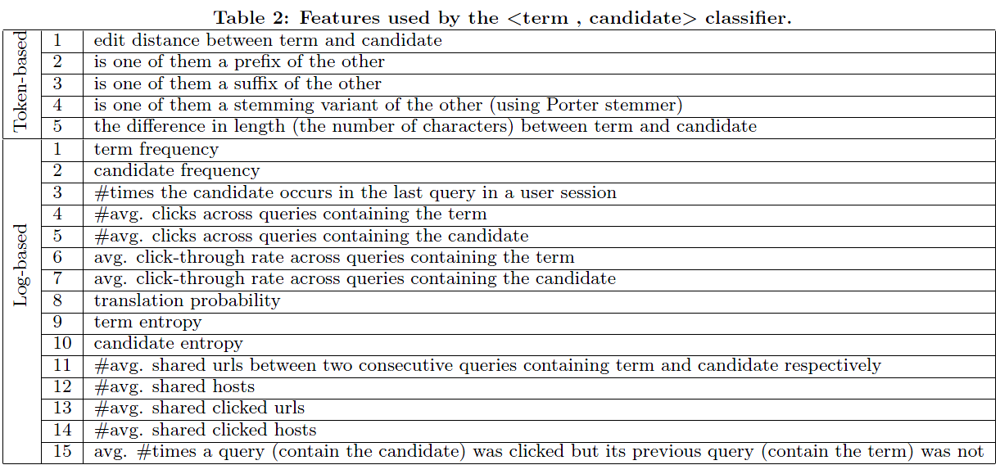 Table 2: Features used by the <term , candidate> classifier.
Token-based
1 edit distance between term and candidate
2 is one of them a prefix of the other
3 is one of them a suffix of the other
4 is one of them a stemming variant of the other (using Porter stemmer)
5 the difference in length (the number of characters) between term and candidate
Log-based
1 term frequency
2 candidate frequency
3 #times the candidate occurs in the last query in a user session
4 #avg. clicks across queries containing the term
5 #avg. clicks across queries containing the candidate
6 avg. click-through rate across queries containing the term
7 avg. click-through rate across queries containing the candidate
8 translation probability
9 term entropy
10 candidate entropy
11 #avg. shared urls between two consecutive queries containing term and candidate respectively
12 #avg. shared hosts
13 #avg. shared clicked urls
14 #avg. shared clicked hosts
15 avg. #times a query (contain the candidate) was clicked but its previous query (contain the term) was not